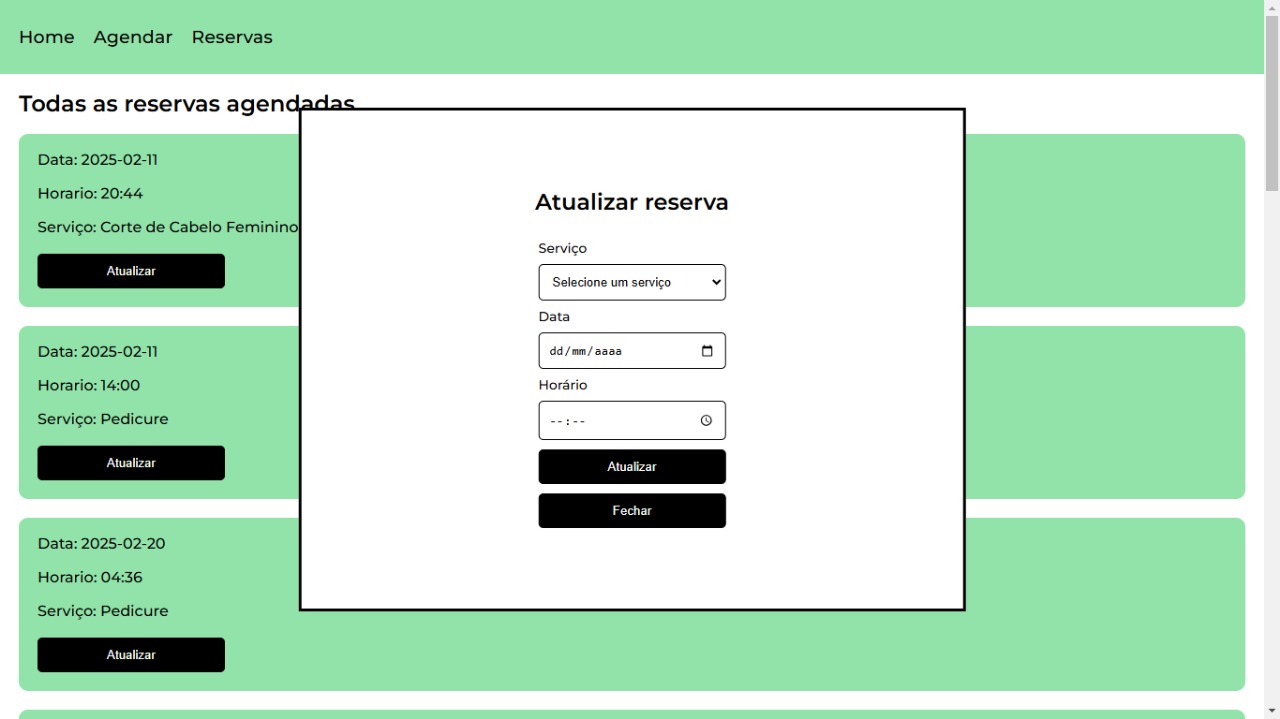 Home Agendar Reservas
Todas as reservas agendadas
Data: 2025-02-11
Horario: 20:44
Serviço: Corte de Cabelo Feminino
Atualizar
Data: 2025-02-11
Horario: 14:00
Serviço: Pedicure
Atualizar
Data: 2025-02-20
Horario: 04:36
Serviço: Pedicure
Atualizar
Atualizar reserva
Serviço
Selecione um serviço
Data
dd/mm/aaaa
Horário
--:--
Atualizar
Fechar